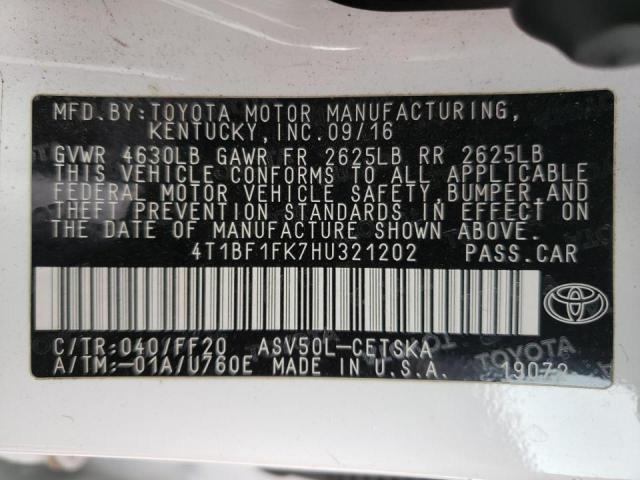 MFD.BY:TOYOTA MOTOR MANUFACTURING,
KENTUCKY,INC.09/16
GVWR 4630LB GAWR FR 2625LB RR 2625LB
THIS VEHICLE CONFORMS TO ALL APPLICABLE
FEDERAL MOTOR VEHICLE SAFETY,BUMPER,AND
THEFT PREVENTION STANDARDS IN EFFECT ON
THE DATE OF MANUFACTURE SHOWN ABOVE.
4T1BF1FK7HU321202 PASS.CAR
C/TR:040/FF20 ASV50L-CETSKA
A/TM:-01A/U760E MADE IN U.S.A.
TOYOTA
19072